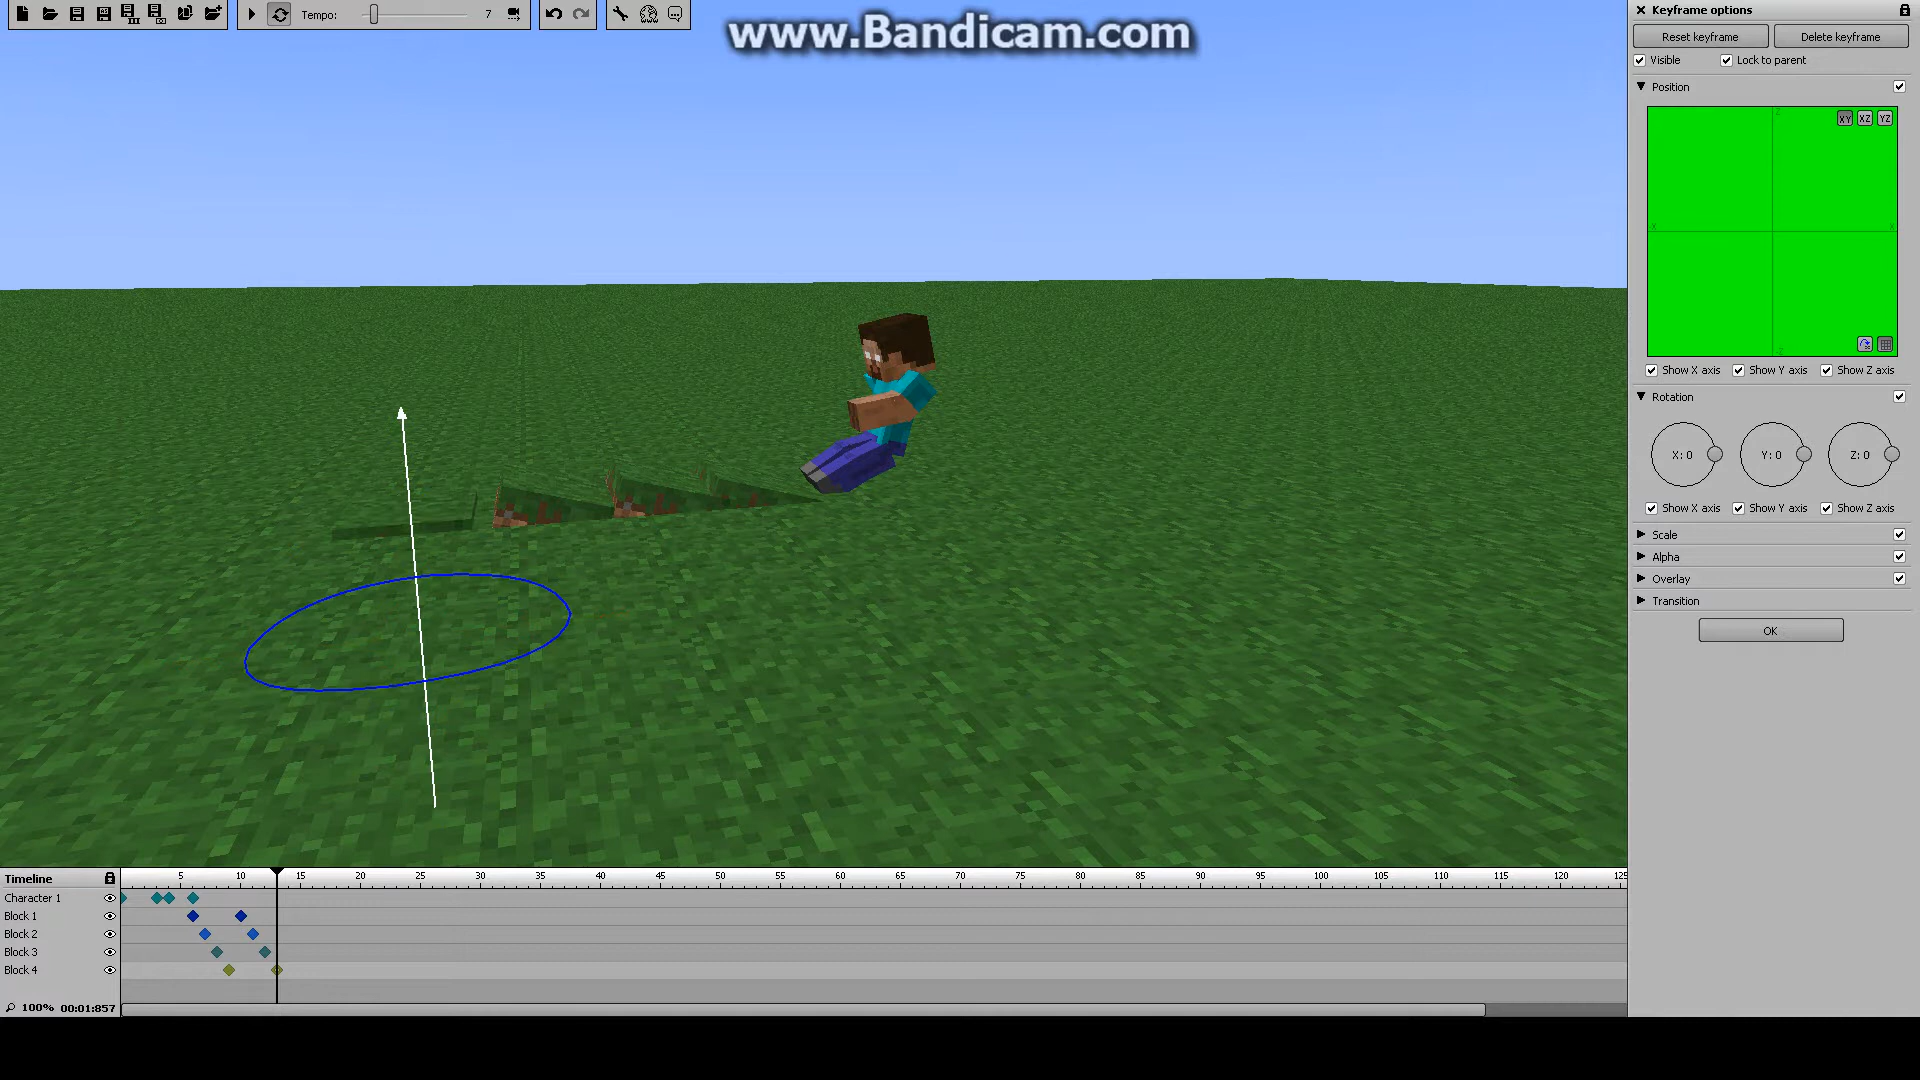 Tempo: 7
www.Bandicam.com
Keyframe options
Reset keyframe Delete keyframe
Visible Lock to parent
Position
XY XZ YZ
Z
-X X
-Z
Show X axis Show Y axis Show Z axis
Rotation
X: 0 Y: 0 Z: 0
Show X axis Show Y axis Show Z axis
Scale
Alpha
Overlay
Transition
OK
Timeline
5 10 15 20 25 30 35 40 45 50 55 60 65 70 75 80 85 90 95 100 105 110 115 120 125
Character 1
Block 1
Block 2
Block 3
Block 4
100% 00:01:857